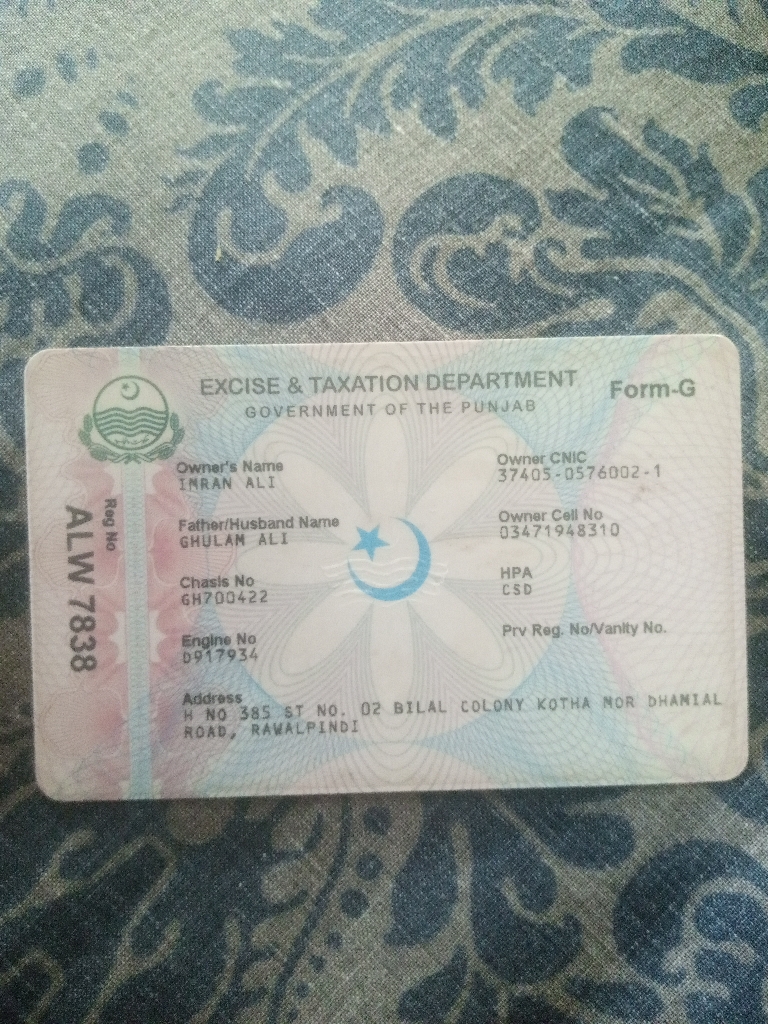 EXCISE & TAXATION DEPARTMENT
GOVERNMENT OF THE PUNJAB
Form-G
Reg No
ALW 7838
Owner's Name
IMRAN ALI
Owner CNIC
37405-0576002-1
Father/Husband Name
GHULAM ALI
Owner Cell No
03471948310
Chasis No
GH700422
HPA
CSD
Engine No
D917934
Prv Reg. No/Vanity No.
Address
H NO 385 ST NO. 02 BILAL COLONY KOTHA MOR DHAMIAL
ROAD, RAWALPINDI